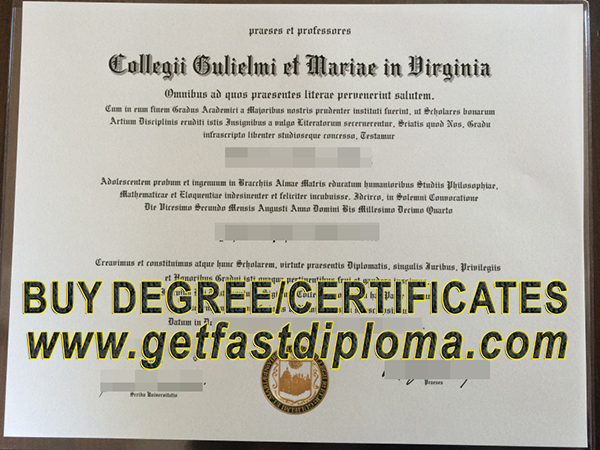 praeses et professores
Collegii Gulielmi et Mariae in Virginia
Omnibus ad quos praesentes literae pervenerint salutem.
Cum in eum finem Gradus Academici a Majoribus nostris prudenter instituti fuerint, ut Scholares bonarum
Artium Disciplinis eruditi istis Insignibus a vulgo Literatorum secernerentur, Sciatis quod Nos, Gradu
infrascripto libenter studioseque concesso, Testamur
Adolescentem probum et ingenuum in Bracchiis Almae Matris educatum humanioribus Studiis Philosophiae,
Mathematicae et Eloquentiae indesinenter et feliciter incubuisse, Idcirco, in Solemni Convocatione
Die Vicesimo Secundo Mensis Augusti Anno Domini Bis Millesimo Decimo Quarto
Creavimus et constituimus atque hunc Scholarem, virtute praesentis Diplomatis, singulis Juribus, Privilegiis
et Honoribus Gradui isti
BUY DEGREE/CERTIFICATES
www.getfastdiploma.com
Datum in
Scriba Universitatis
Praeses